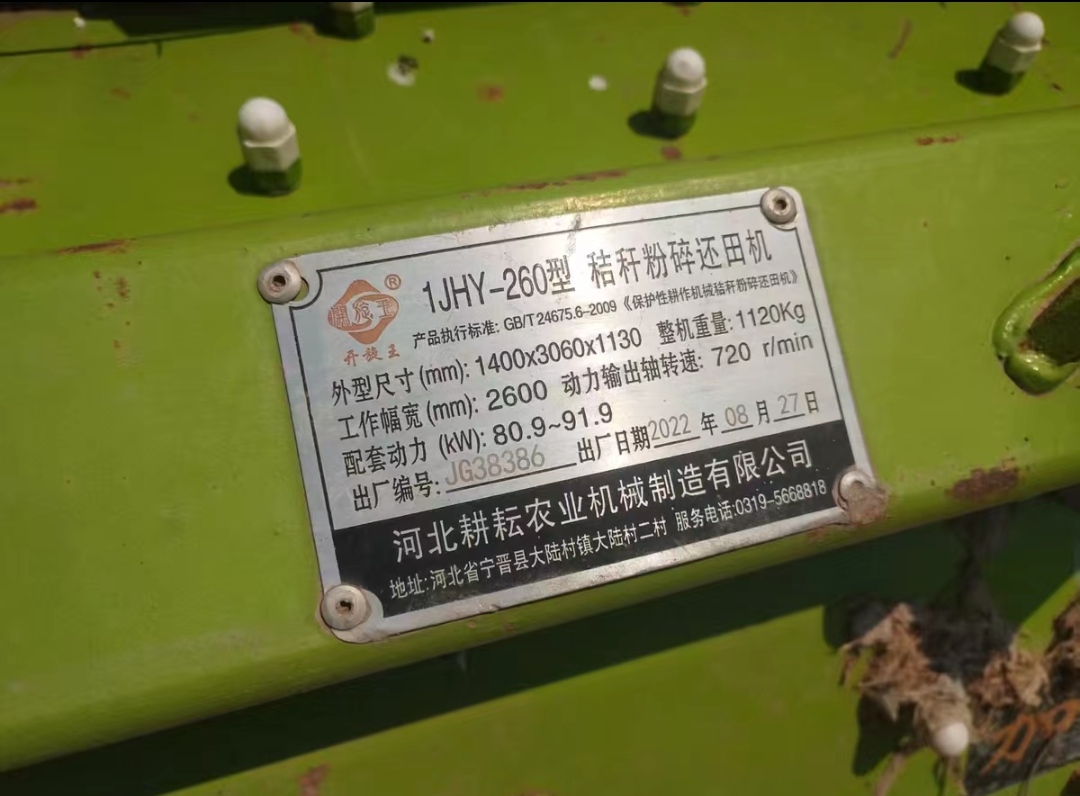 1JHY-260型 秸秆粉碎还田机
产品执行标准: GB/T 24675.6-2009《保护性耕作机械秸秆粉碎还田机》
®
开旋王
外型尺寸(mm): 1400x3060x1130 整机重量: 1120Kg
工作幅宽(mm): 2600 动力输出轴转速: 720 r/min
配套动力(kW): 80.9~91.9
出厂编号: JG38386 出厂日期2022年08月27日
河北耕耘农业机械制造有限公司
地址:河北省宁晋县大陆村镇大陆村二村 服务电话:0319-5668818